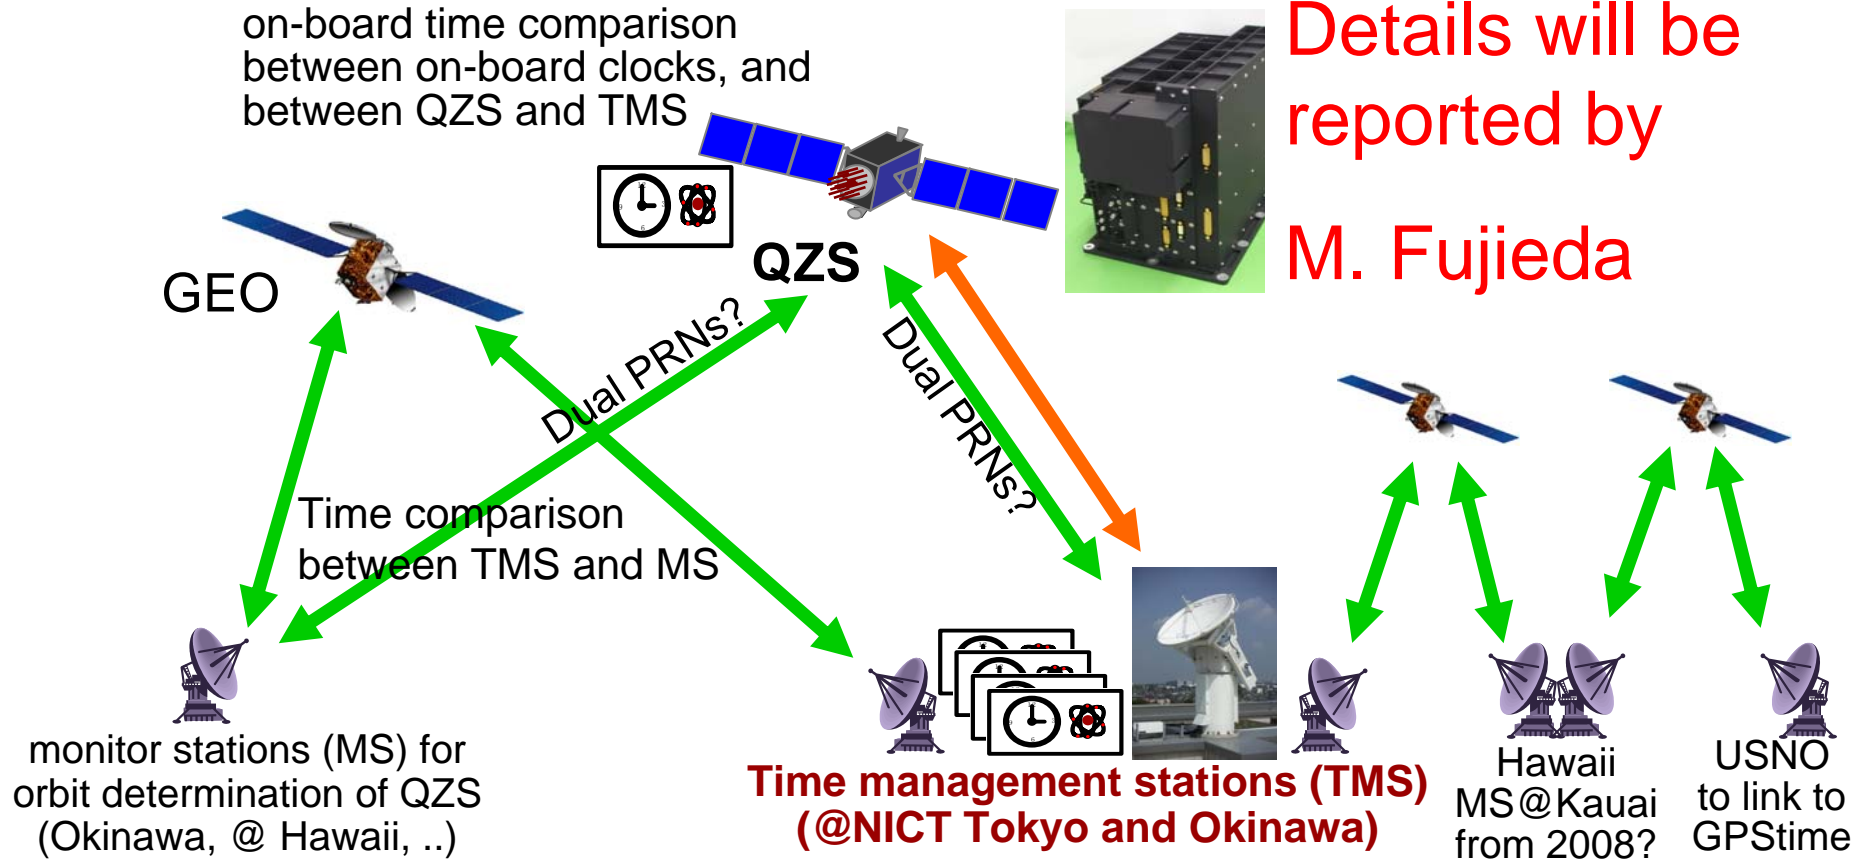 on-board time comparison
between on-board clocks, and
between QZS and TMS
Details will be
reported by
M. Fujieda
QZS
GEO
Dual PRNs?
Dual PRNs?
Time comparison
between TMS and MS
monitor stations (MS) for
orbit determination of QZS
(Okinawa, @ Hawaii, ..)
Time management stations (TMS)
(@NICT Tokyo and Okinawa)
Hawaii
MS@Kauai
from 2008?
USNO
to link to
GPStime